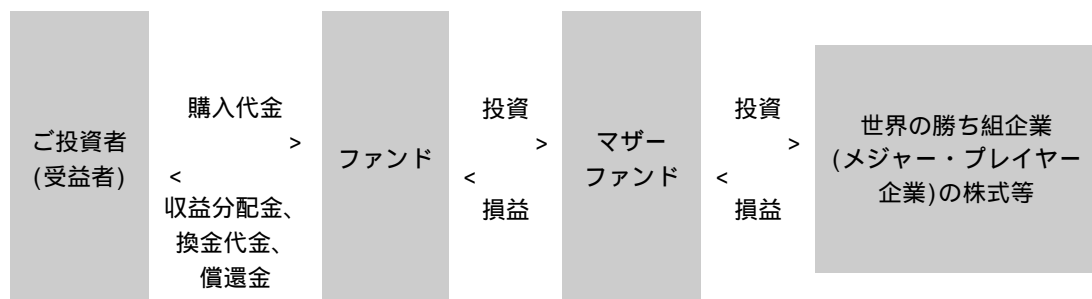 ご投資者
(受益者)
購入代金
>
<
収益分配金、
換金代金、
償還金
ファンド
投資
>
<
損益
マザー
ファンド
投資
>
<
損益
世界の勝ち組企業
(メジャー・プレイヤー
企業)の株式等